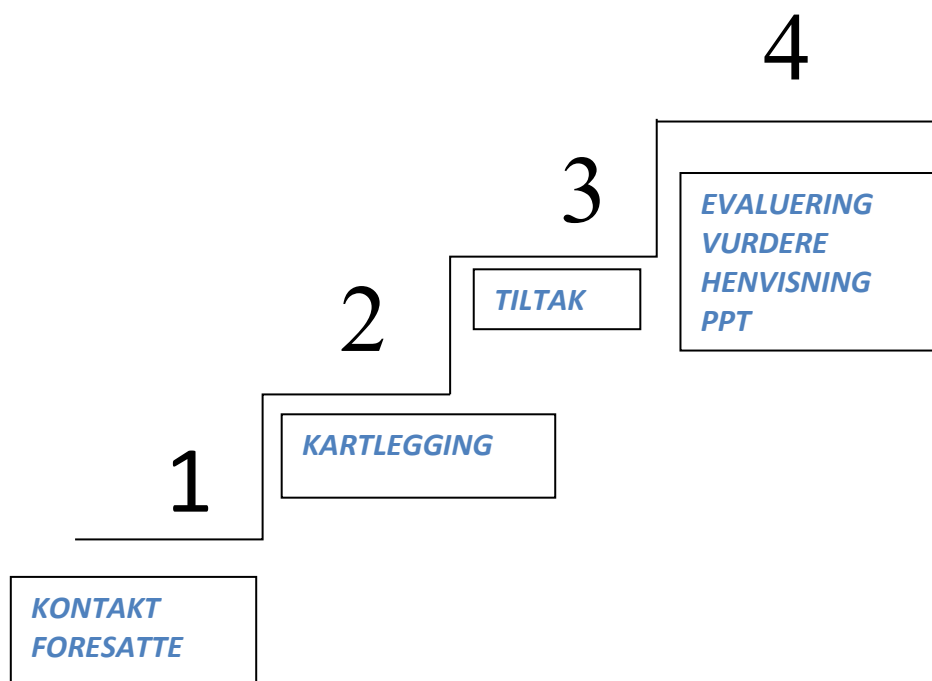 4
3
EVALUERING
VURDERE
HENVISNING
PPT
TILTAK
2
KARTLEGGING
1
KONTAKT
FORESATTE